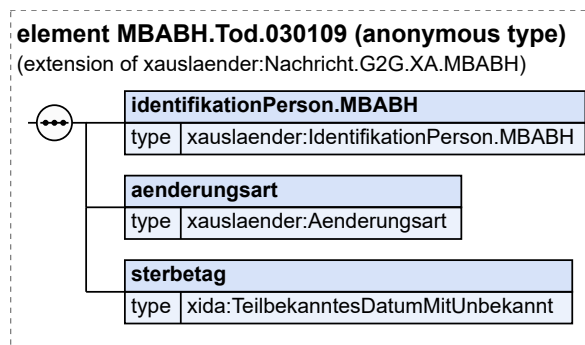 element MBABH.Tod.030109 (anonymous type)
(extension of xauslaender:Nachricht.G2G.XA.MBABH)
identifikationPerson.MBABH
type xauslaender:IdentifikationPerson.MBABH
aenderungsart
type xauslaender:Aenderungsart
sterbetag
type xida:TeilbekanntesDatumMitUnbekannt